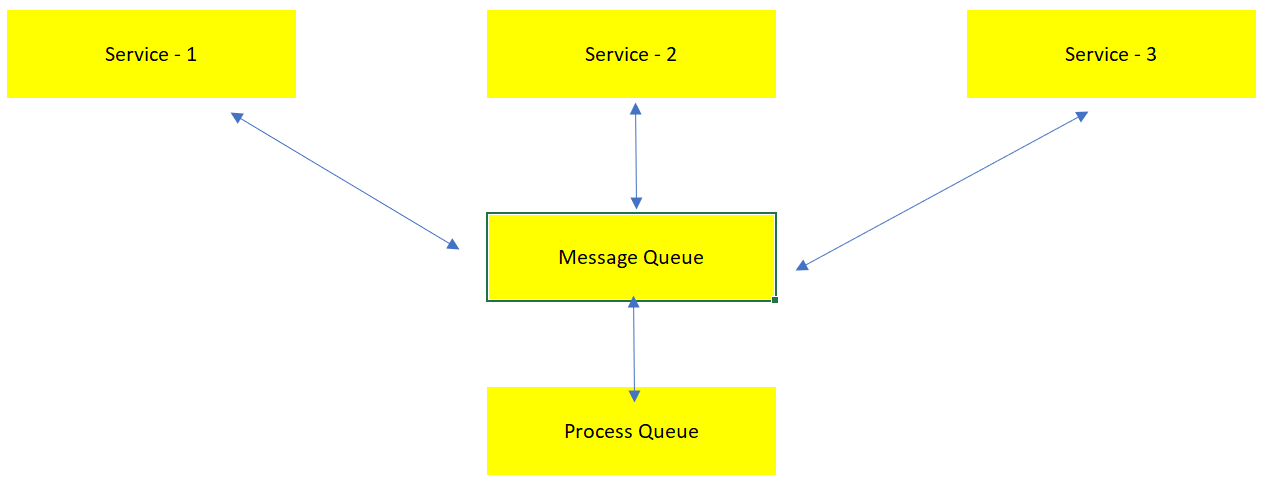 Service - 1
Service - 2
Service - 3
Message Queue
Process Queue